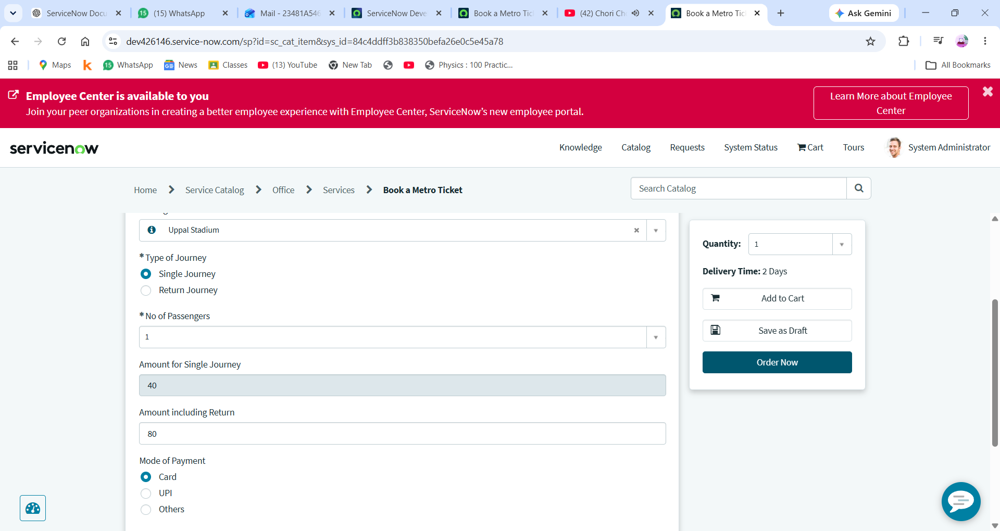 ServiceNow Docu
(15) WhatsApp
Mail - 23481A546
ServiceNow Deve
Book a Metro Tic
(42) Chori Ch
Book a Metro Tic
Ask Gemini
dev426146.service-now.com/sp?id=sc_cat_item&sys_id=84c4ddff3b838350befa26e0c5e45a78
Maps
15 WhatsApp
News
Classes
(13) YouTube
New Tab
Physics : 100 Practic...
All Bookmarks
Employee Center is available to you
Join your peer organizations in creating a better employee experience with Employee Center, ServiceNow’s new employee portal.
Learn More about Employee
Center
servicenow
Knowledge
Catalog
Requests
System Status
Cart
Tours
System Administrator
Home
Service Catalog
Office
Services
Book a Metro Ticket
Search Catalog
Uppal Stadium
* Type of Journey
Single Journey
Return Journey
* No of Passengers
1
Amount for Single Journey
40
Amount including Return
80
Mode of Payment
Card
UPI
Others
Quantity: 1
Delivery Time: 2 Days
Add to Cart
Save as Draft
Order Now